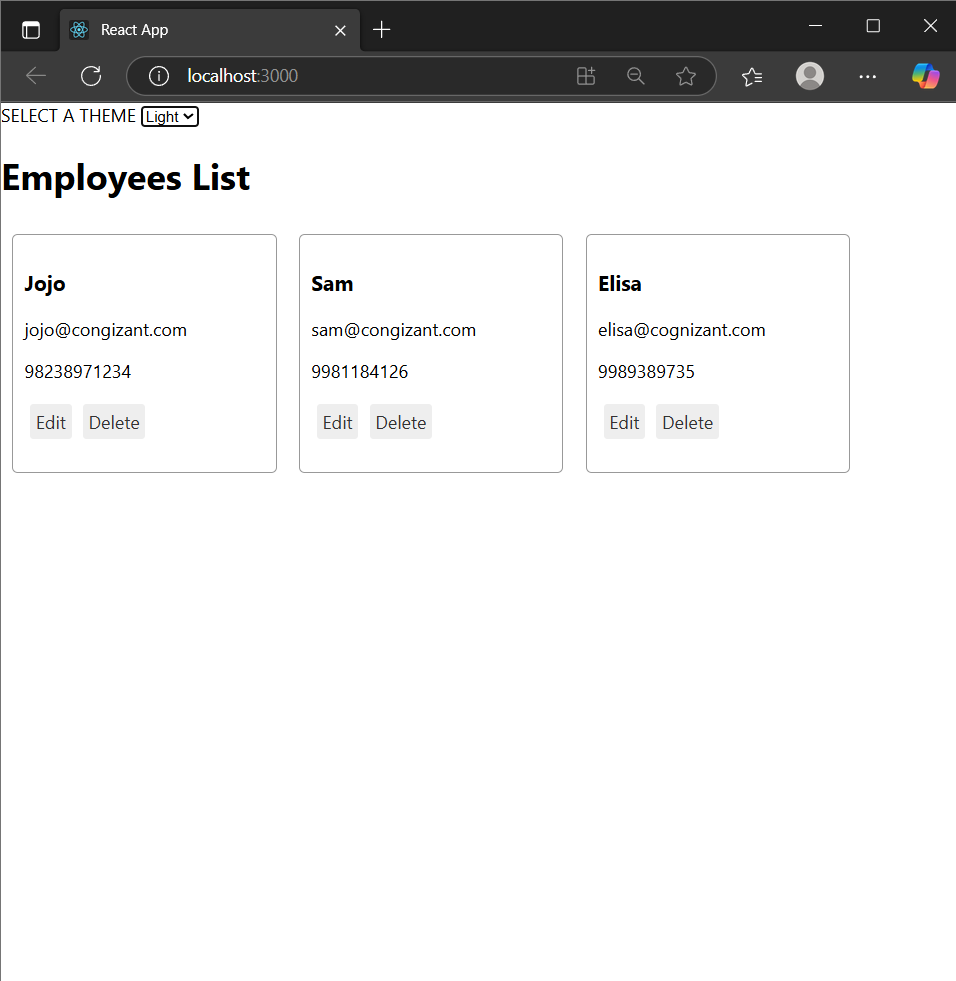 React App
localhost:3000
SELECT A THEME Light
Employees List
Jojo
jojo@congizant.com
98238971234
Edit Delete
Sam
sam@congizant.com
9981184126
Edit Delete
Elisa
elisa@cognizant.com
9989389735
Edit Delete